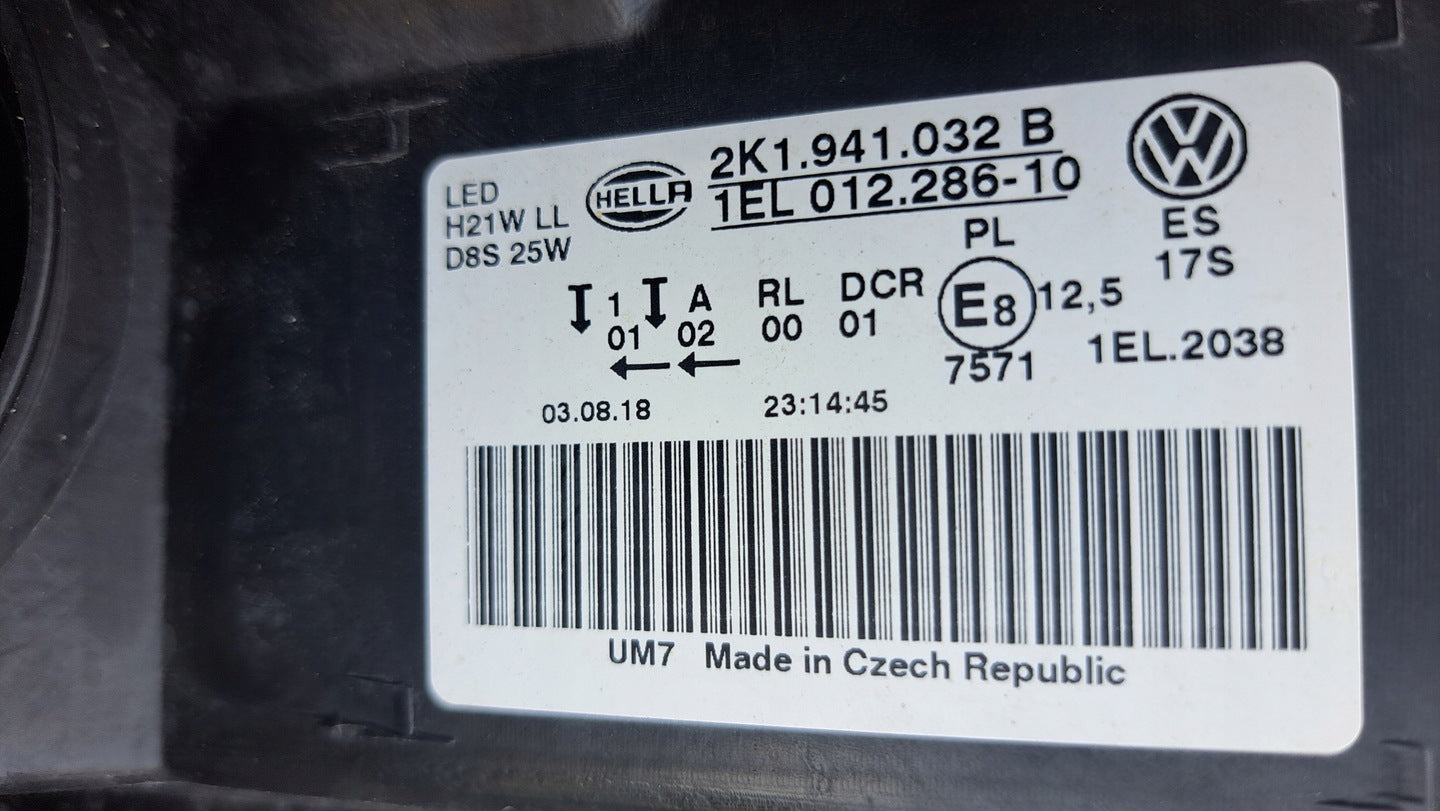 LED
H21W LL
D8S 25W
HELLA
2K1.941.032 B
1EL 012.286-10
VW
PL
ES
17S
1 A RL DCR
01 02 00 01
E8
12,5
7571
1EL.2038
03.08.18 23:14:45
UM7 Made in Czech Republic